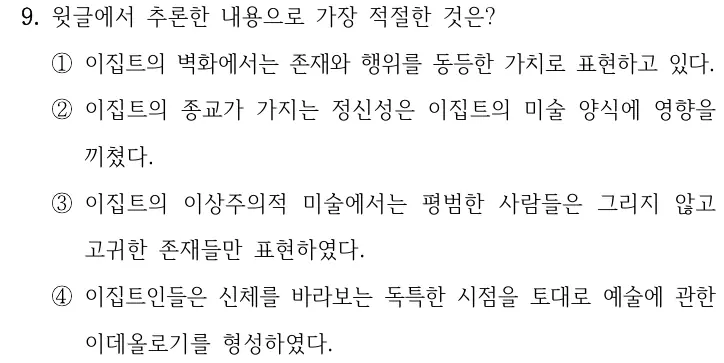 9. 윗글에서 추론한 내용으로 가장 적절한 것은?
① 이집트의 벽화에서는 존재와 행위를 동등한 가치로 표현하고 있다.
② 이집트의 종교가 가지는 정신성은 이집트의 미술 양식에 영향을
끼쳤다.
③ 이집트의 이상주의적 미술에서는 평범한 사람들은 그리지 않고
고귀한 존재들만 표현하였다.
④ 이집트인들은 신체를 바라보는 독특한 시점을 토대로 예술에 관한
이데올로기를 형성하였다.